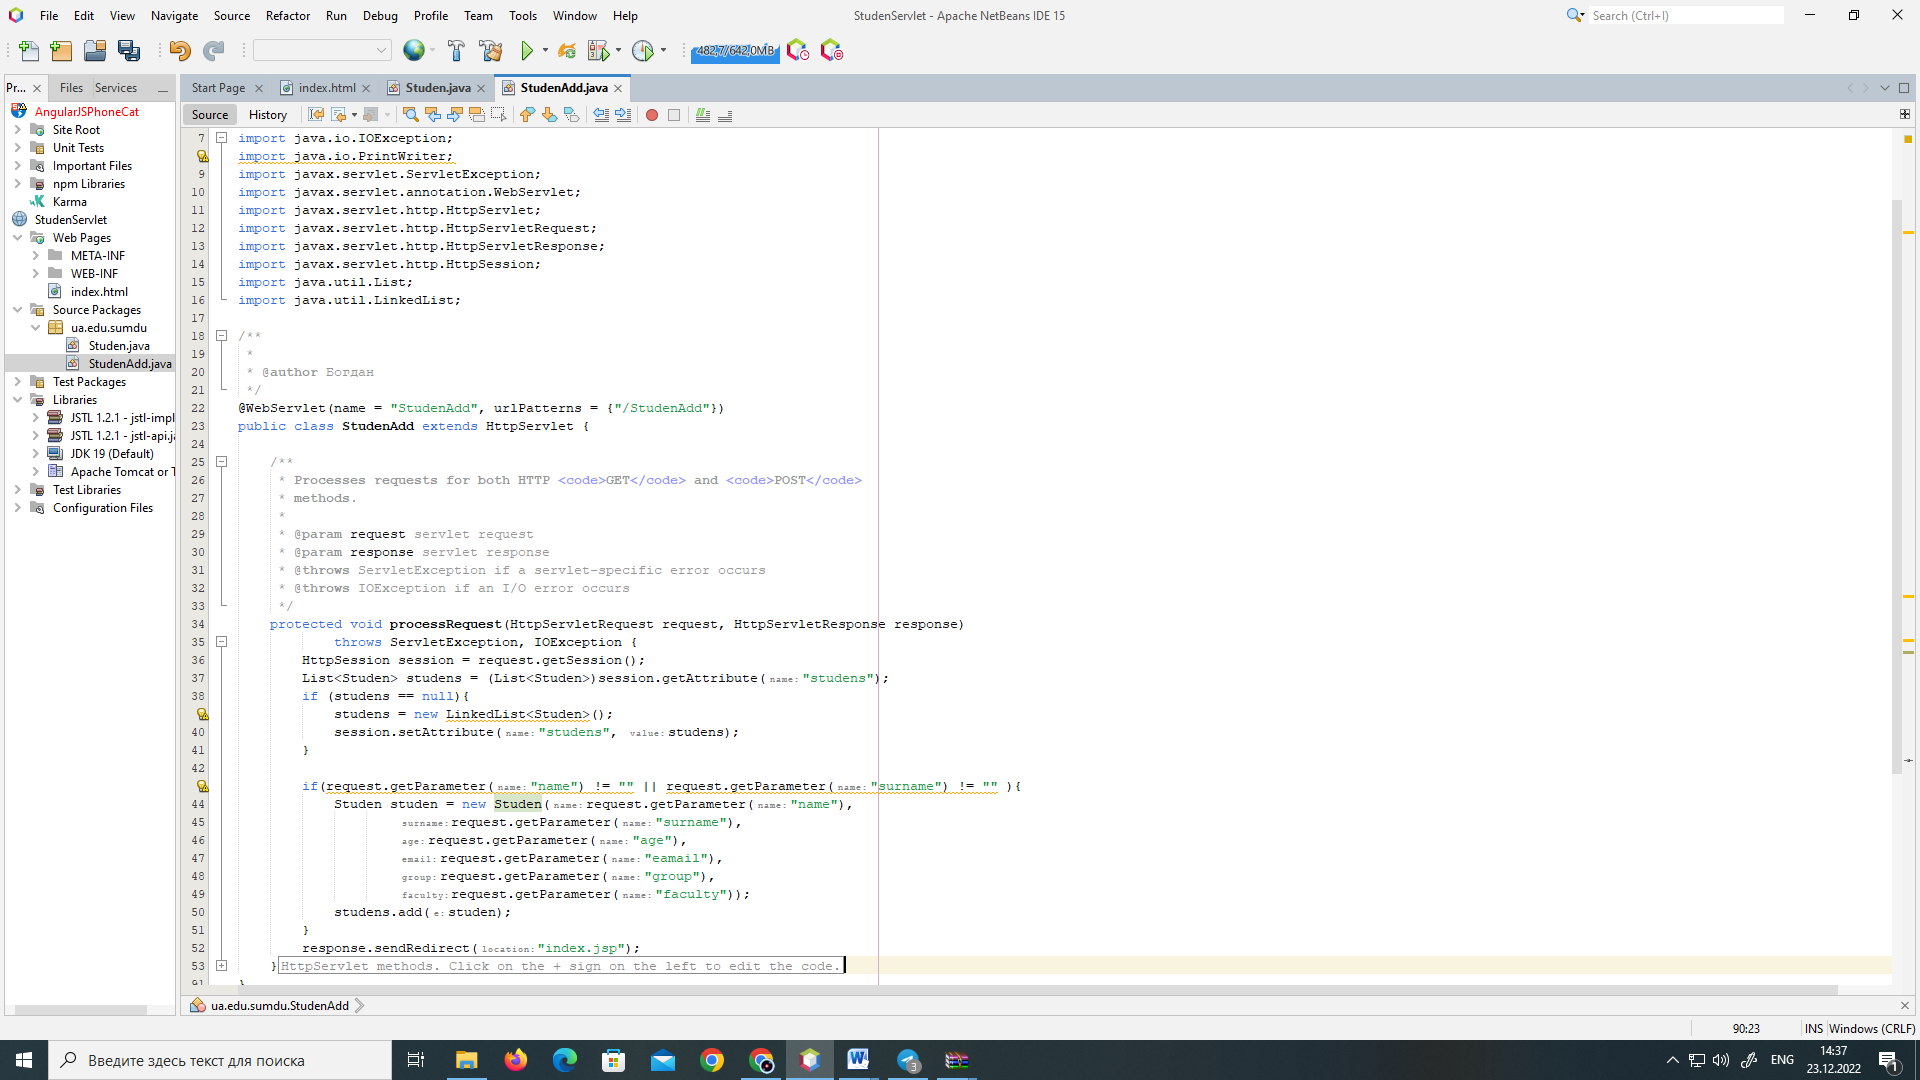 File Edit View Navigate Source Refactor Run Debug Profile Team Tools Window Help
StudenServlet - Apache NetBeans IDE 15
Search (Ctrl+I)
482,7/642,0MB
Pr... Files Services
Start Page index.html Studen.java StudenAdd.java
Source History
AngularJSPhoneCat
Site Root
Unit Tests
Important Files
npm Libraries
Karma
StudenServlet
Web Pages
META-INF
WEB-INF
index.html
Source Packages
ua.edu.sumdu
Studen.java
StudenAdd.java
Test Packages
Libraries
JSTL 1.2.1 - jstl-impl
JSTL 1.2.1 - jstl-api.ja
JDK 19 (Default)
Apache Tomcat or T
Test Libraries
Configuration Files
7 import java.io.IOException;
import java.io.PrintWriter;
9 import javax.servlet.ServletException;
10 import javax.servlet.annotation.WebServlet;
11 import javax.servlet.http.HttpServlet;
12 import javax.servlet.http.HttpServletRequest;
13 import javax.servlet.http.HttpServletResponse;
14 import javax.servlet.http.HttpSession;
15 import java.util.List;
16 import java.util.LinkedList;
17
18 /**
19 *
20 * @author Богдан
21 */
22 @WebServlet(name = "StudenAdd", urlPatterns = {"/StudenAdd"})
23 public class StudenAdd extends HttpServlet {
24
25 /**
26 * Processes requests for both HTTP <code>GET</code> and <code>POST</code>
27 * methods.
28 *
29 * @param request servlet request
30 * @param response servlet response
31 * @throws ServletException if a servlet-specific error occurs
32 * @throws IOException if an I/O error occurs
33 */
34 protected void processRequest(HttpServletRequest request, HttpServletResponse response)
35 throws ServletException, IOException {
36 HttpSession session = request.getSession();
37 List<Studen> studens = (List<Studen>)session.getAttribute(name:"studens");
38 if (studens == null){
studens = new LinkedList<Studen>();
40 session.setAttribute(name:"studens", value:studens);
41 }
42
if(request.getParameter(name:"name") != "" || request.getParameter(name:"surname") != "" ){
44 Studen studen = new Studen(name:request.getParameter(name:"name"),
45 surname:request.getParameter(name:"surname"),
46 age:request.getParameter(name:"age"),
47 email:request.getParameter(name:"eamail"),
48 group:request.getParameter(name:"group"),
49 faculty:request.getParameter(name:"faculty"));
50 studens.add(e:studen);
51 }
52 response.sendRedirect(location:"index.jsp");
53 }HttpServlet methods. Click on the + sign on the left to edit the code.
91 }
ua.edu.sumdu.StudenAdd
90:23 INS Windows (CRLF)
Введите здесь текст для поиска
3
ENG
14:37
23.12.2022
1